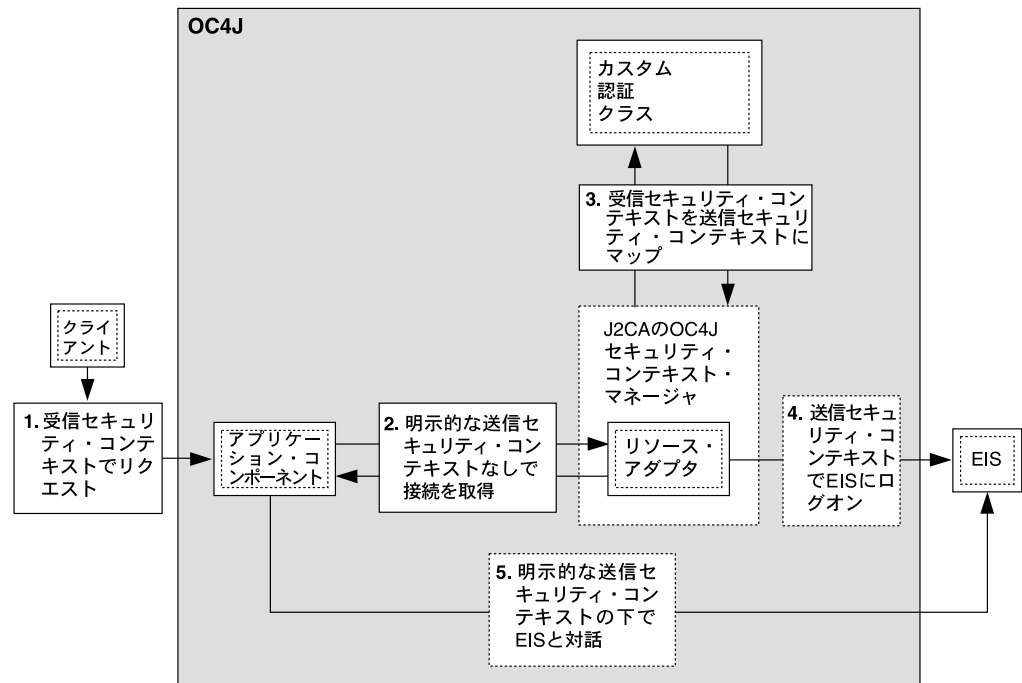 OC4J
カスタム
認証
クラス
3. 受信セキュリティ・コン
テキストを送信セキュリ
ティ・コンテキストに
マップ
クライ
アント
J2CAのOC4J
セキュリティ・
コンテキスト・
マネージャ
1. 受信セキュリ
ティ・コンテ
キストでリク
エスト
アプリケー
ション・コ
ンポーネント
2. 明示的な送信セ
キュリティ・コン
テキストなしで
接続を取得
リソース・
アダプタ
4. 送信セキュ
リティ・コ
ンテキスト
でEISにロ
グオン
EIS
5. 明示的な送信セ
キュリティ・コン
テキストの下で
EISと対話